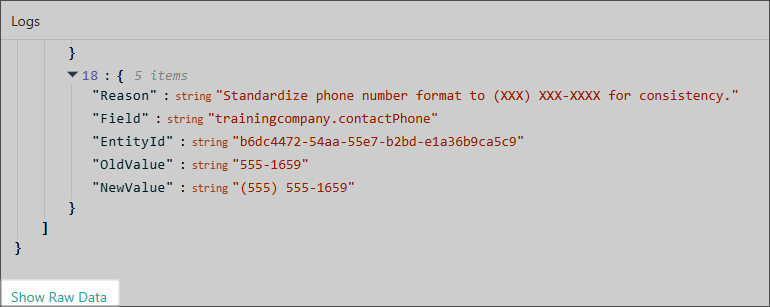 Logs
}
18 : { 5 items
"Reason" : string "Standardize phone number format to (XXX) XXX-XXXX for consistency."
"Field" : string "trainingcompany.contactPhone"
"EntityId" : string "b6dc4472-54aa-55e7-b2bd-e1a36b9ca5c9"
"OldValue" : string "555-1659"
"NewValue" : string "(555) 555-1659"
}
]
}
Show Raw Data